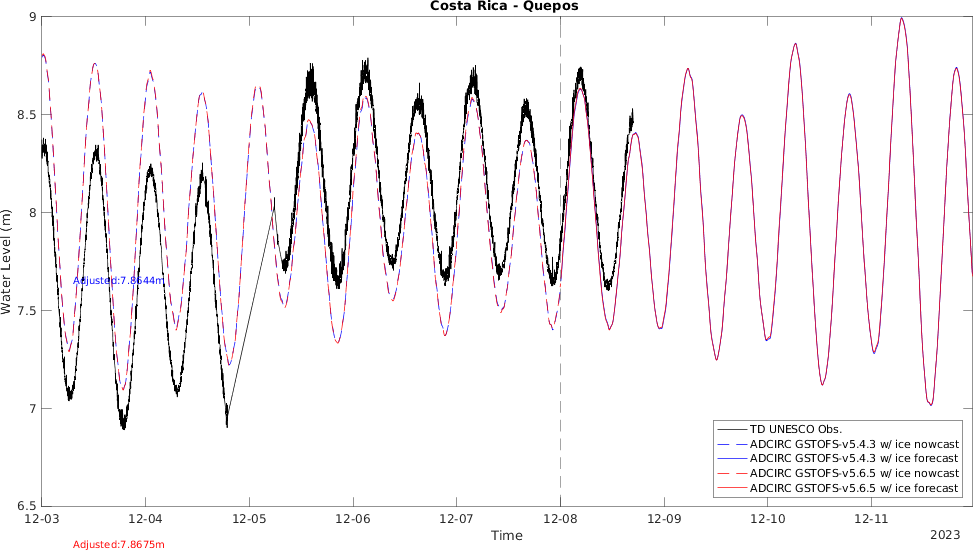 Costa Rica - Quepos
9
8.5
8
7.5
7
6.5
Water Level (m)
Adjusted:7.8644m
TD UNESCO Obs.
ADCIRC GSTOFS-v5.4.3 w/ ice nowcast
ADCIRC GSTOFS-v5.4.3 w/ ice forecast
ADCIRC GSTOFS-v5.6.5 w/ ice nowcast
ADCIRC GSTOFS-v5.6.5 w/ ice forecast
12-03 12-04 12-05 12-06 12-07 12-08 12-09 12-10 12-11
Time
2023
Adjusted:7.8675m